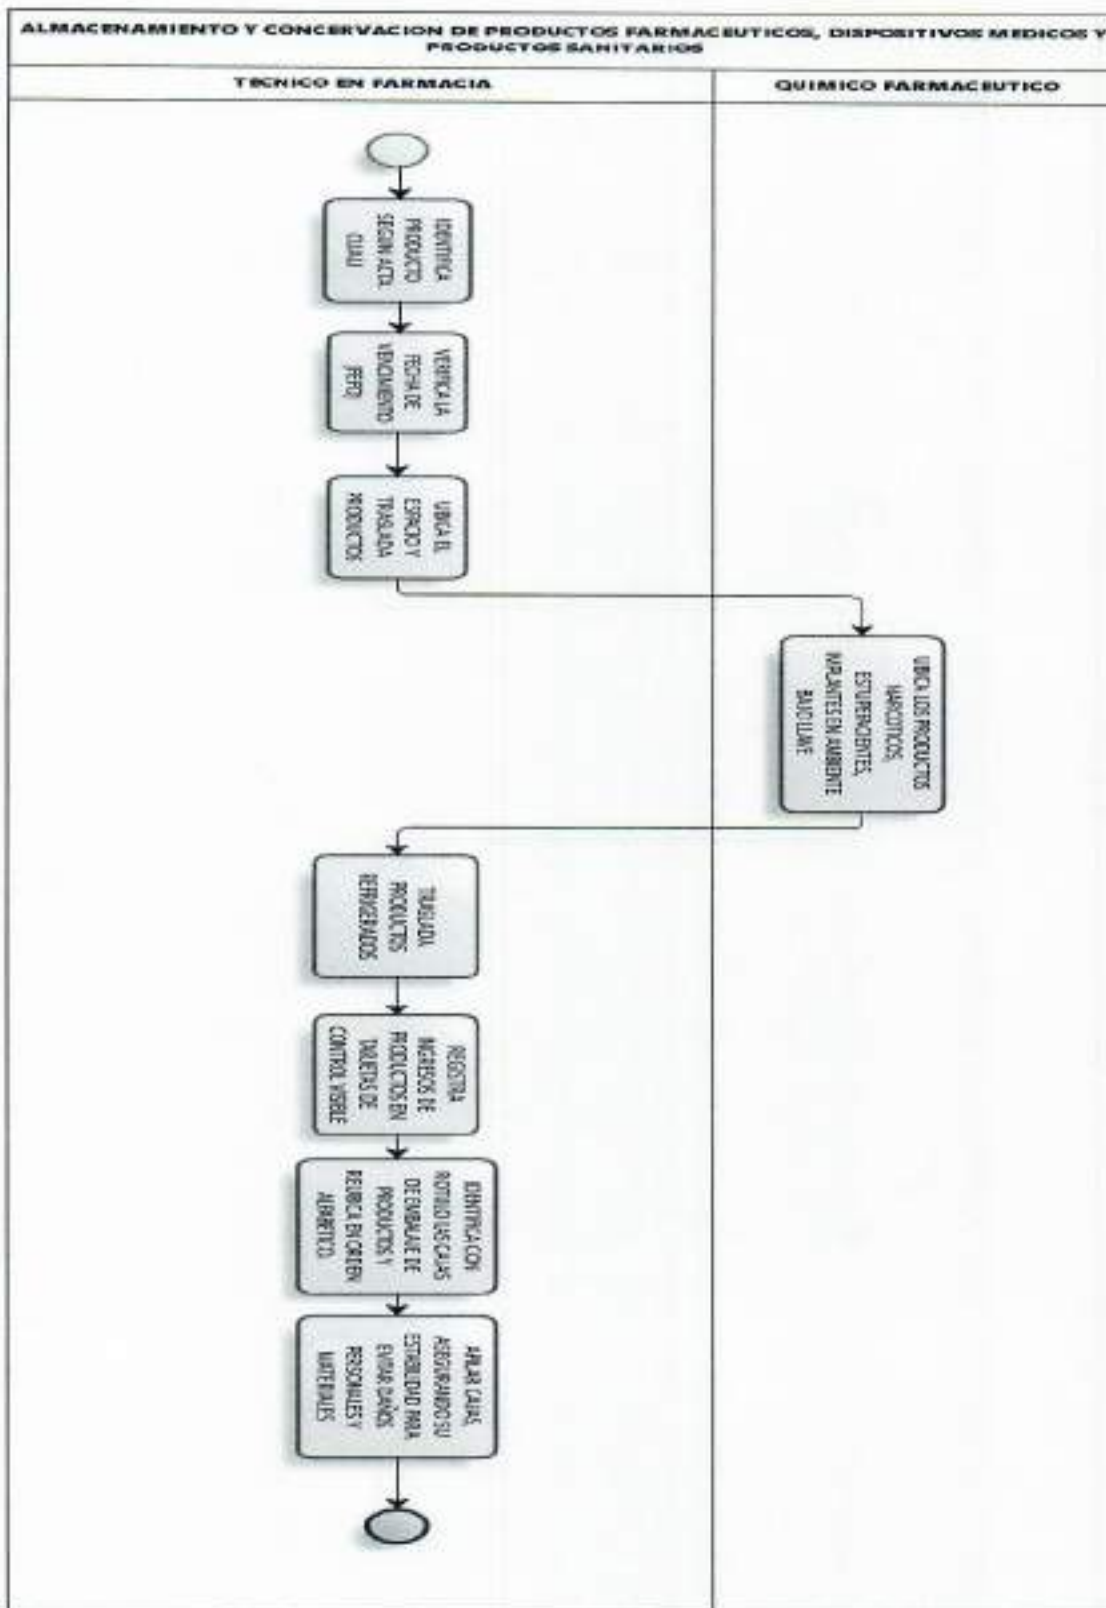 ALMACENAMIENTO Y CONCERVACION DE PRODUCTOS FARMACEUTICOS, DISPOSITIVOS MEDICOS Y
PRODUCTOS SANITARIOS
TECNICO EN FARMACIA
QUIMICO FARMACEUTICO
IDENTIFICA
PRODUCTO
SEGUN ACTA
VERIFICA LA
FECHA DE
VENCIMIENTO
(FEFO)
UBICA EL
ESPACIO Y
TRASLADA
PRODUCTOS
UBICA LOS PRODUCTOS
NARCOTICOS,
ESTUPEFACIENTES,
IMPLANTES EN AMBIENTE
BAJO LLAVE
TRASLADA
PRODUCTOS
REFRIGERADOS
REGISTRA
INGRESOS DE
PRODUCTOS EN
TARJETAS DE
CONTROL VISIBLE
IDENTIFICA CON
ROTULO LAS CAJAS
DE EMBALAJE DE
PRODUCTOS Y
REUBICA EN ORDEN
ALFABETICO.
APILAR CAJAS,
ASEGURANDO SU
ESTABILIDAD PARA
EVITAR DAÑOS
PERSONALES Y
MATERIALES